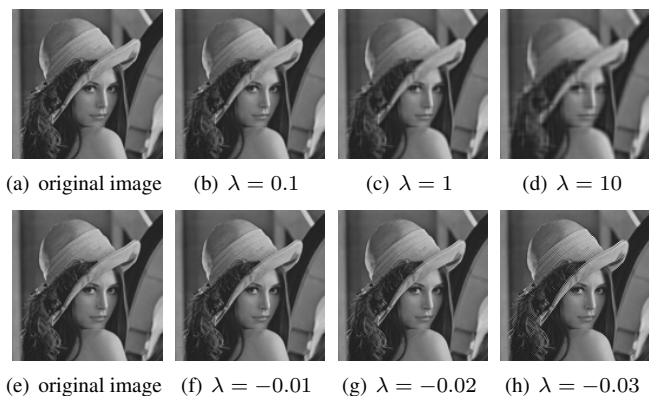 (a) original image (b) λ = 0.1 (c) λ = 1 (d) λ = 10
(e) original image (f) λ = −0.01 (g) λ = −0.02 (h) λ = −0.03